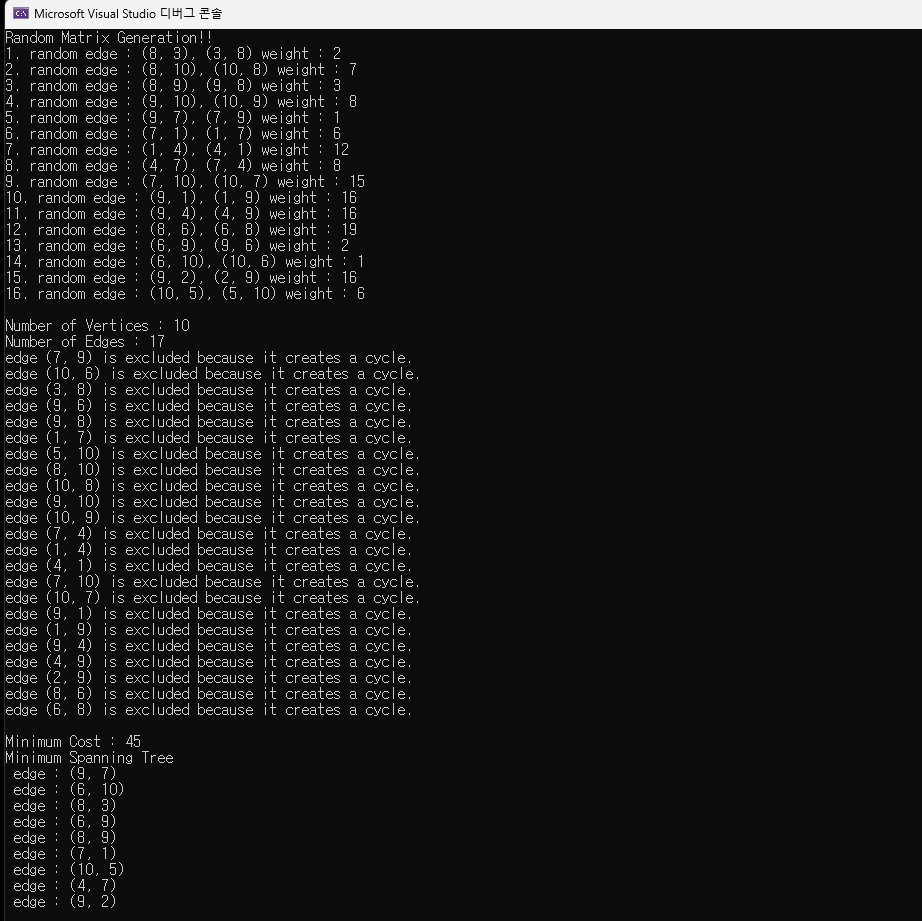 Microsoft Visual Studio 디버그 콘솔
Random Matrix Generation!!
1. random edge : (8, 3), (3, 8) weight : 2
2. random edge : (8, 10), (10, 8) weight : 7
3. random edge : (8, 9), (9, 8) weight : 3
4. random edge : (9, 10), (10, 9) weight : 8
5. random edge : (9, 7), (7, 9) weight : 1
6. random edge : (7, 1), (1, 7) weight : 6
7. random edge : (1, 4), (4, 1) weight : 12
8. random edge : (4, 7), (7, 4) weight : 8
9. random edge : (7, 10), (10, 7) weight : 15
10. random edge : (9, 1), (1, 9) weight : 16
11. random edge : (9, 4), (4, 9) weight : 16
12. random edge : (8, 6), (6, 8) weight : 19
13. random edge : (6, 9), (9, 6) weight : 2
14. random edge : (6, 10), (10, 6) weight : 1
15. random edge : (9, 2), (2, 9) weight : 16
16. random edge : (10, 5), (5, 10) weight : 6
Number of Vertices : 10
Number of Edges : 17
edge (7, 9) is excluded because it creates a cycle.
edge (10, 6) is excluded because it creates a cycle.
edge (3, 8) is excluded because it creates a cycle.
edge (9, 6) is excluded because it creates a cycle.
edge (9, 8) is excluded because it creates a cycle.
edge (1, 7) is excluded because it creates a cycle.
edge (5, 10) is excluded because it creates a cycle.
edge (8, 10) is excluded because it creates a cycle.
edge (10, 8) is excluded because it creates a cycle.
edge (9, 10) is excluded because it creates a cycle.
edge (10, 9) is excluded because it creates a cycle.
edge (7, 4) is excluded because it creates a cycle.
edge (1, 4) is excluded because it creates a cycle.
edge (4, 1) is excluded because it creates a cycle.
edge (7, 10) is excluded because it creates a cycle.
edge (10, 7) is excluded because it creates a cycle.
edge (9, 1) is excluded because it creates a cycle.
edge (1, 9) is excluded because it creates a cycle.
edge (9, 4) is excluded because it creates a cycle.
edge (4, 9) is excluded because it creates a cycle.
edge (2, 9) is excluded because it creates a cycle.
edge (8, 6) is excluded because it creates a cycle.
edge (6, 8) is excluded because it creates a cycle.
Minimum Cost : 45
Minimum Spanning Tree
edge : (9, 7)
edge : (6, 10)
edge : (8, 3)
edge : (6, 9)
edge : (8, 9)
edge : (7, 1)
edge : (10, 5)
edge : (4, 7)
edge : (9, 2)